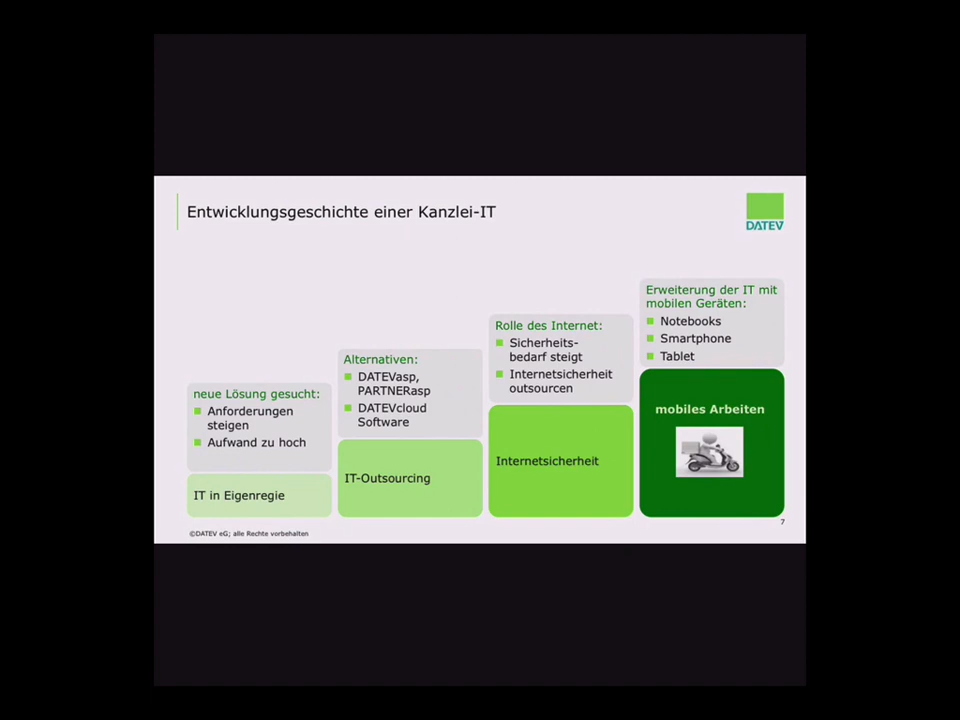 Entwicklungsgeschichte einer Kanzlei-IT
DATEV
neue Lösung gesucht:
Anforderungen
steigen
Aufwand zu hoch
IT in Eigenregie
Alternativen:
DATEVasp,
PARTNERasp
DATEVcloud
Software
IT-Outsourcing
Rolle des Internet:
Sicherheits-
bedarf steigt
Internetsicherheit
outsourcen
Internetsicherheit
Erweiterung der IT mit
mobilen Geräten:
Notebooks
Smartphone
Tablet
mobiles Arbeiten
7
©DATEV eG; alle Rechte vorbehalten